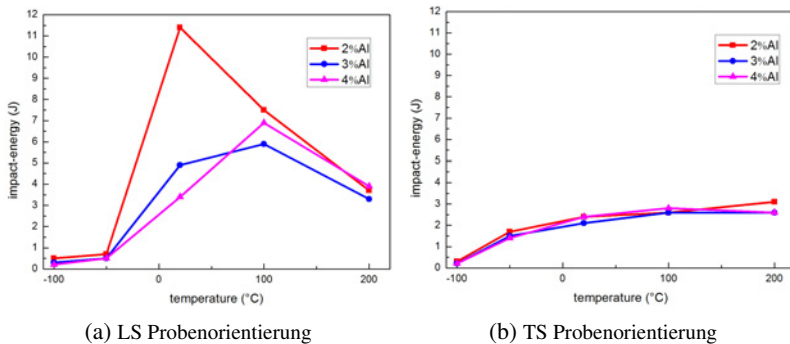 12
11
10
9
8
7
6
5
4
3
2
1
0
impact-energy (J)
2%Al
3%Al
4%Al
-100
0
100
200
temperature (°C)
(a) LS Probenorientierung
12
11
10
9
8
7
6
5
4
3
2
1
0
impact-energy (J)
2%Al
3%Al
4%Al
-100
0
100
200
temperature (°C)
(b) TS Probenorientierung